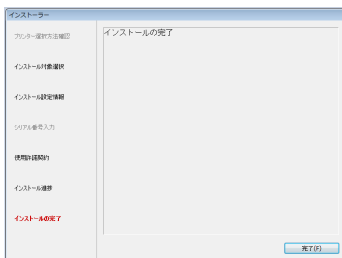 インストーラー
プリンター選択方法確認
インストール対象選択
インストール設定情報
シリアル番号入力
使用許諾契約
インストール進捗
インストールの完了
インストールの完了
完了(F)